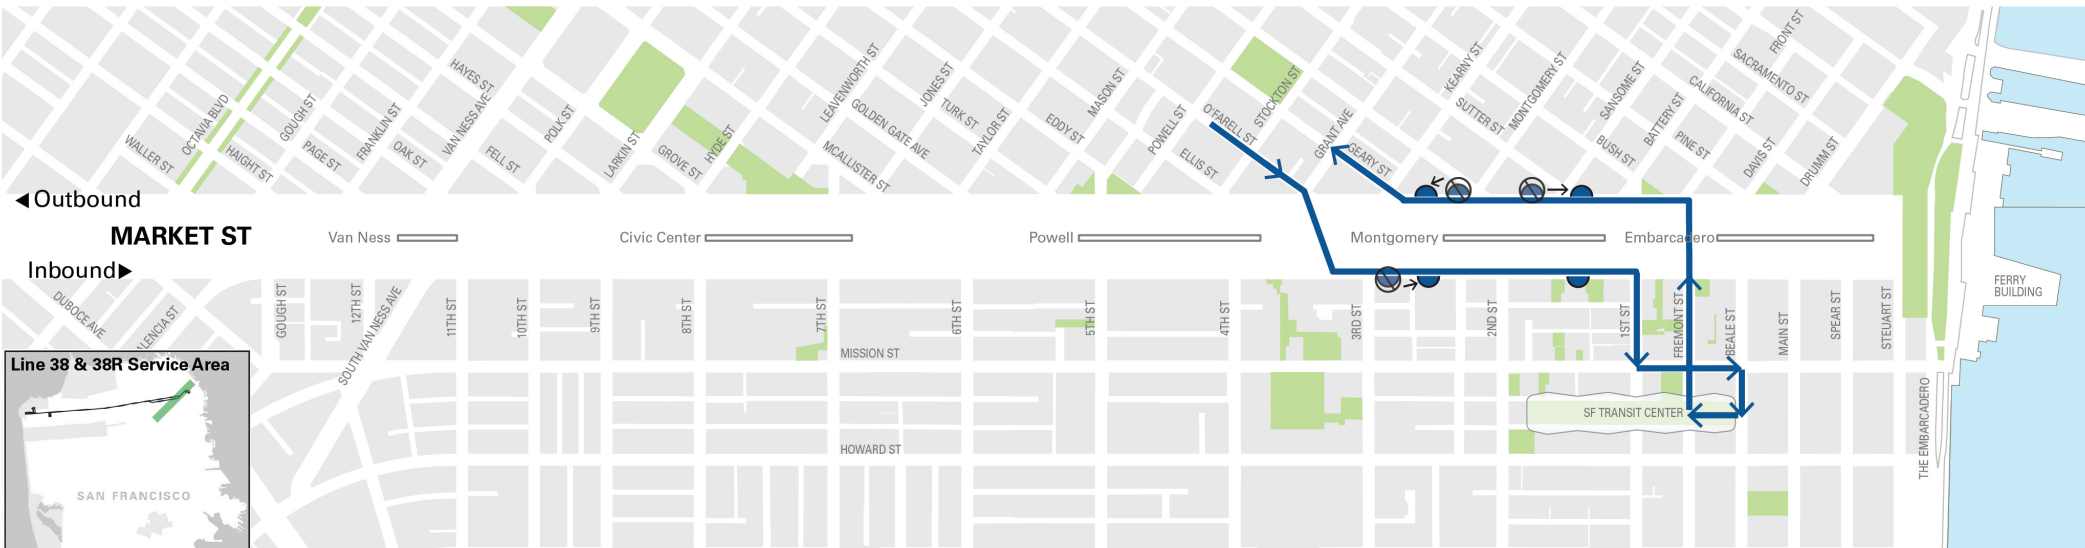 WALLER ST
OCTAVIA BLVD
HAIGHT ST
GOUGH ST
PAGE ST
FRANKLIN ST
OAK ST
HAYES ST
VAN NESS AVE
FELL ST
POLK ST
LARKIN ST
GROVE ST
HYDE ST
MCALLISTER ST
LEAVENWORTH ST
GOLDEN GATE AVE
JONES ST
TURK ST
TAYLOR ST
EDDY ST
MASON ST
POWELL ST
ELLIS ST
O'FARELL ST
STOCKTON ST
GRANT AVE
GEARY ST
KEARNY ST
SUTTER ST
MONTGOMERY ST
BUSH ST
SANSOME ST
BATTERY ST
PINE ST
CALIFORNIA ST
SACRAMENTO ST
FRONT ST
DAVIS ST
DRUMM ST
Outbound
MARKET ST
Inbound
Van Ness
Civic Center
Powell
Montgomery
Embarcadero
DUBOCE AVE
ALENCIA ST
GOUGH ST
12TH ST
SOUTH VAN NESS AVE
11TH ST
10TH ST
9TH ST
8TH ST
7TH ST
6TH ST
5TH ST
4TH ST
3RD ST
2ND ST
1ST ST
FREMONT ST
BEALE ST
MAIN ST
SPEAR ST
STEUART ST
FERRY
BUILDING
MISSION ST
HOWARD ST
SF TRANSIT CENTER
THE EMBARCADERO
Line 38 & 38R Service Area
SAN FRANCISCO